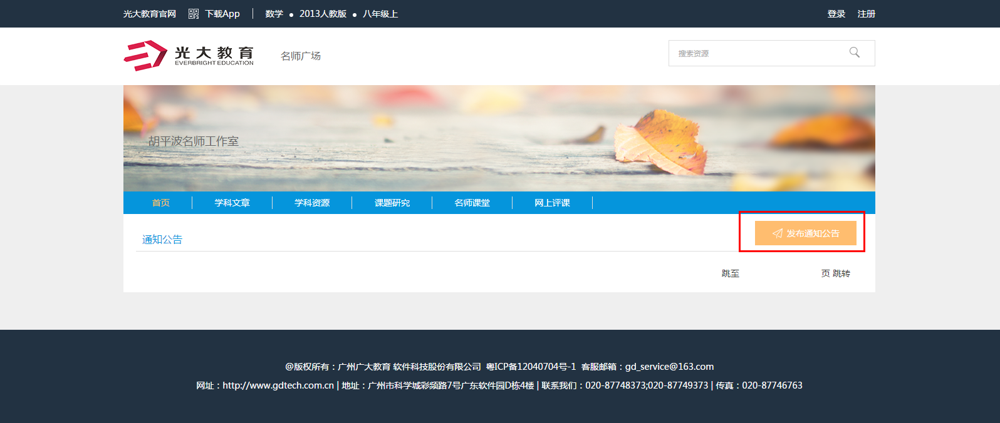 光大教育官网 下载App 数学 ● 2013人教版 ● 八年级上 登录 注册
光大教育
EVERBRIGHT EDUCATION
名师广场
搜索资源
胡平波名师工作室
首页 学科文章 学科资源 课题研究 名师课堂 网上评课
发布通知公告
通知公告
跳至 页 跳转
@版权所有：广州广大教育 软件科技股份有限公司 粤ICP备12040704号-1 客服邮箱：gd_service@163.com
网址：http://www.gdtech.com.cn | 地址：广州市科学城彩频路7号广东软件园D栋4楼 | 联系我们：020-87748373;020-87749373 | 传真：020-87746763